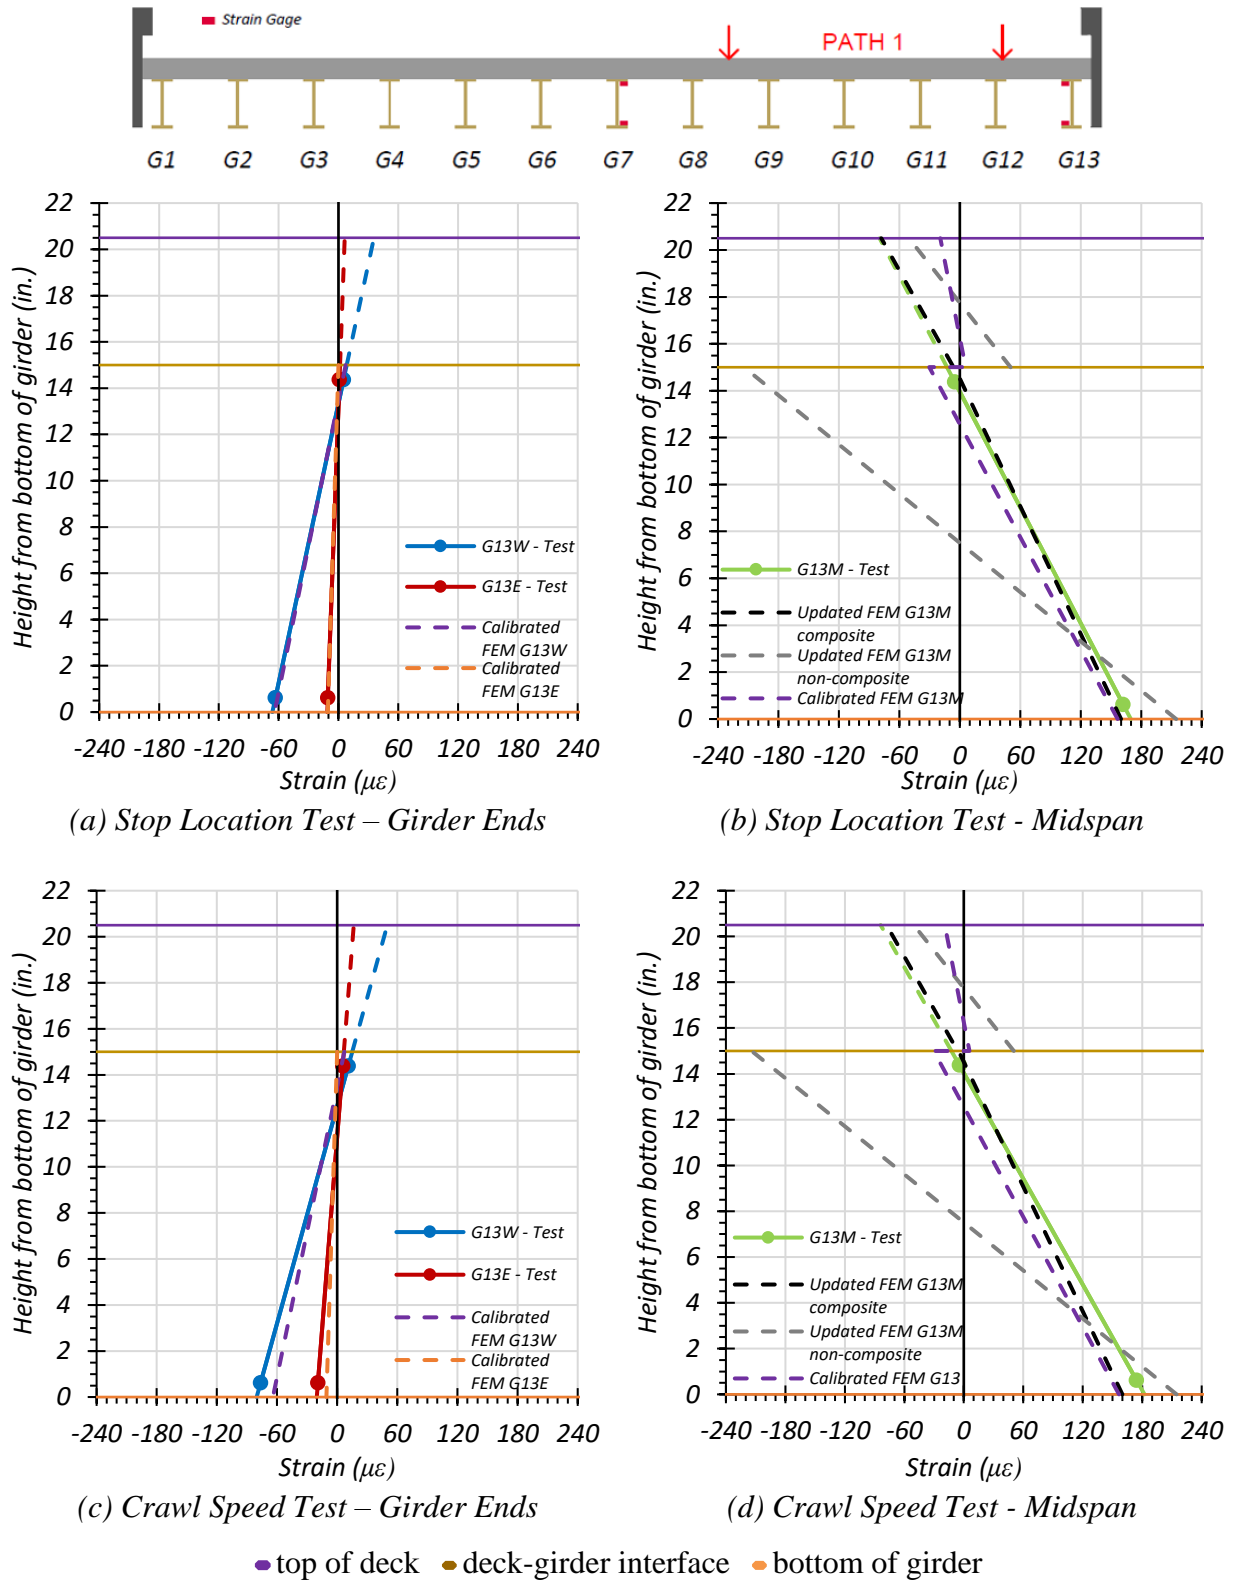 Strain Gage
PATH 1
G1 G2 G3 G4 G5 G6 G7 G8 G9 G10 G11 G12 G13
Height from bottom of girder (in.)
22
20
18
16
14
12
10
8
6
4
2
0
G13W - Test
G13E - Test
Calibrated
FEM G13W
Calibrated
FEM G13E
-240 -180 -120 -60 0 60 120 180 240
Strain (με)
(a) Stop Location Test – Girder Ends
Height from bottom of girder (in.)
22
20
18
16
14
12
10
8
6
4
2
0
G13M - Test
Updated FEM G13M
composite
Updated FEM G13M
non-composite
Calibrated FEM G13M
-240 -180 -120 -60 0 60 120 180 240
Strain (με)
(b) Stop Location Test - Midspan
Height from bottom of girder (in.)
22
20
18
16
14
12
10
8
6
4
2
0
G13W - Test
G13E - Test
Calibrated
FEM G13W
Calibrated
FEM G13E
-240 -180 -120 -60 0 60 120 180 240
Strain (με)
(c) Crawl Speed Test – Girder Ends
Height from bottom of girder (in.)
22
20
18
16
14
12
10
8
6
4
2
0
G13M - Test
Updated FEM G13M
composite
Updated FEM G13M
non-composite
Calibrated FEM G13
-240 -180 -120 -60 0 60 120 180 240
Strain (με)
(d) Crawl Speed Test - Midspan
top of deck deck-girder interface bottom of girder